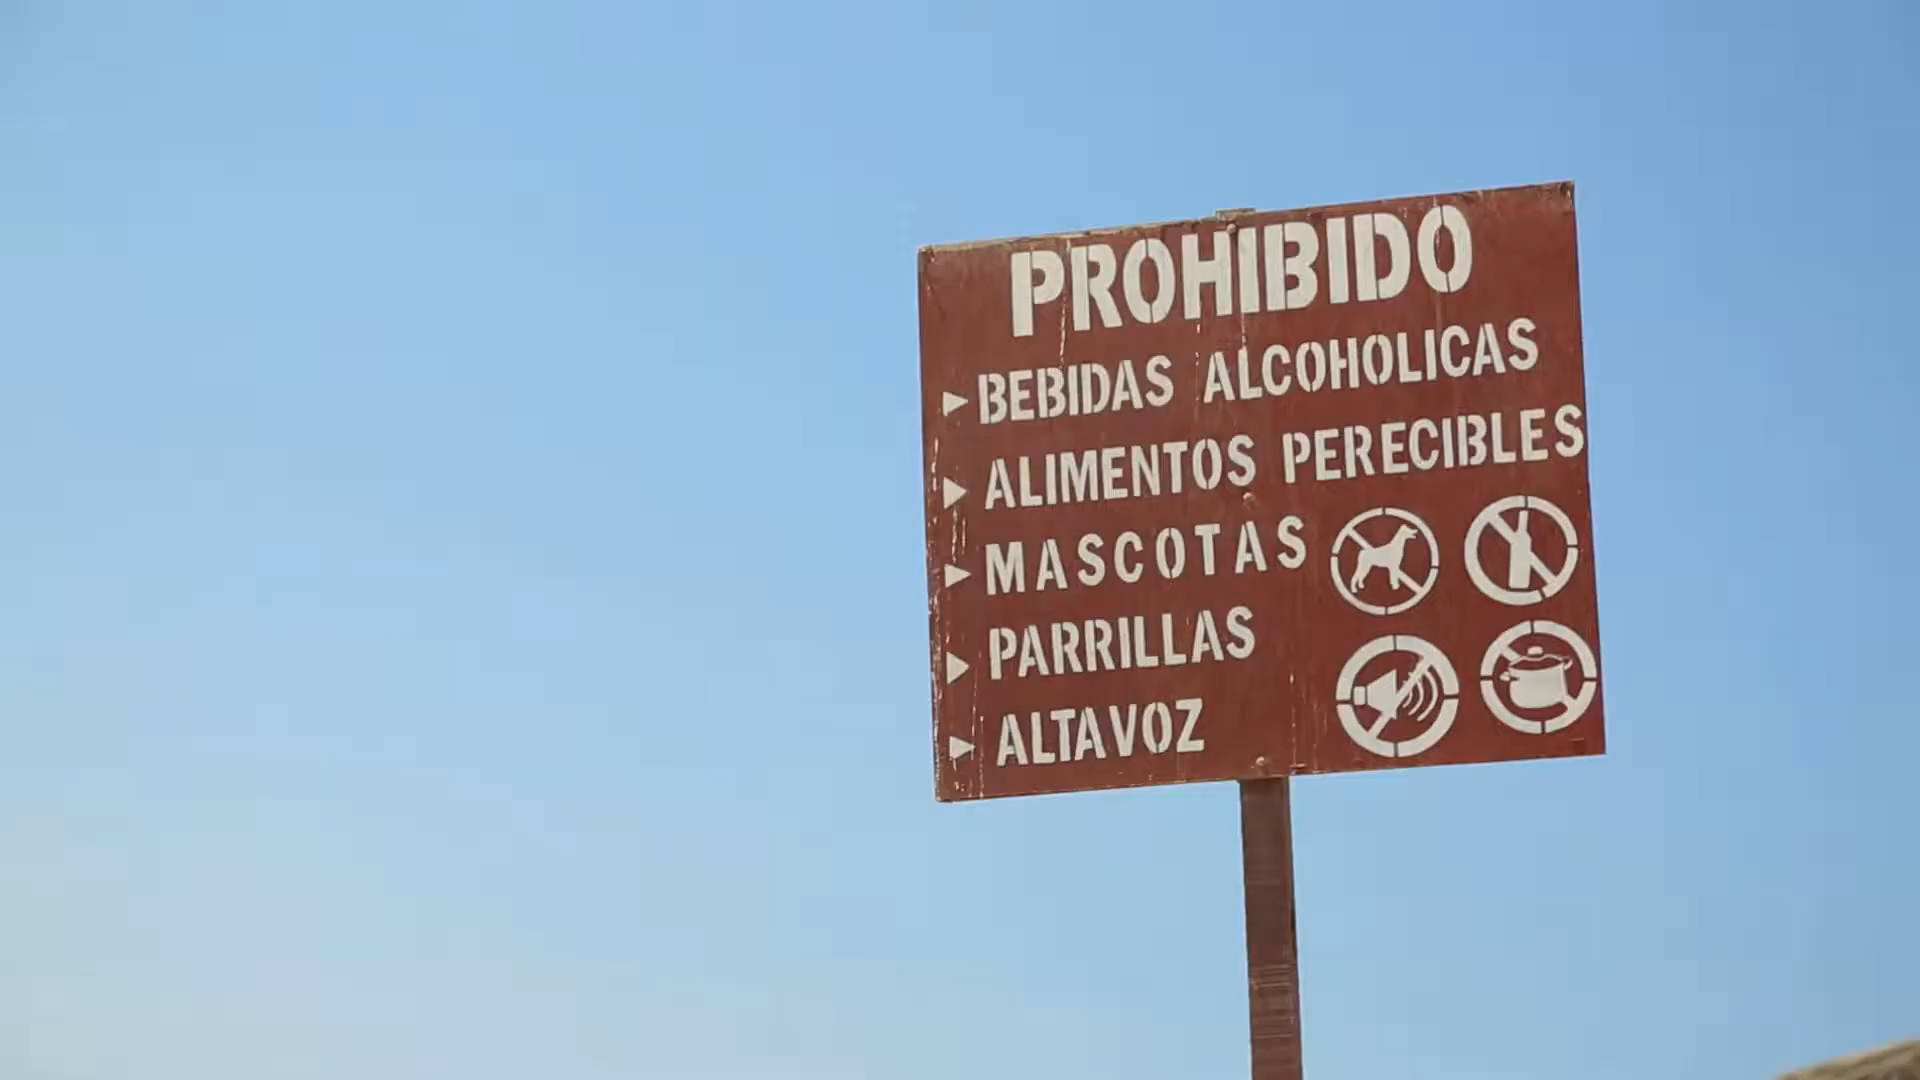 PROHIBIDO
BEBIDAS ALCOHOLICAS
ALIMENTOS PERECIBLES
MASCOTAS
PARRILLAS
ALTAVOZ